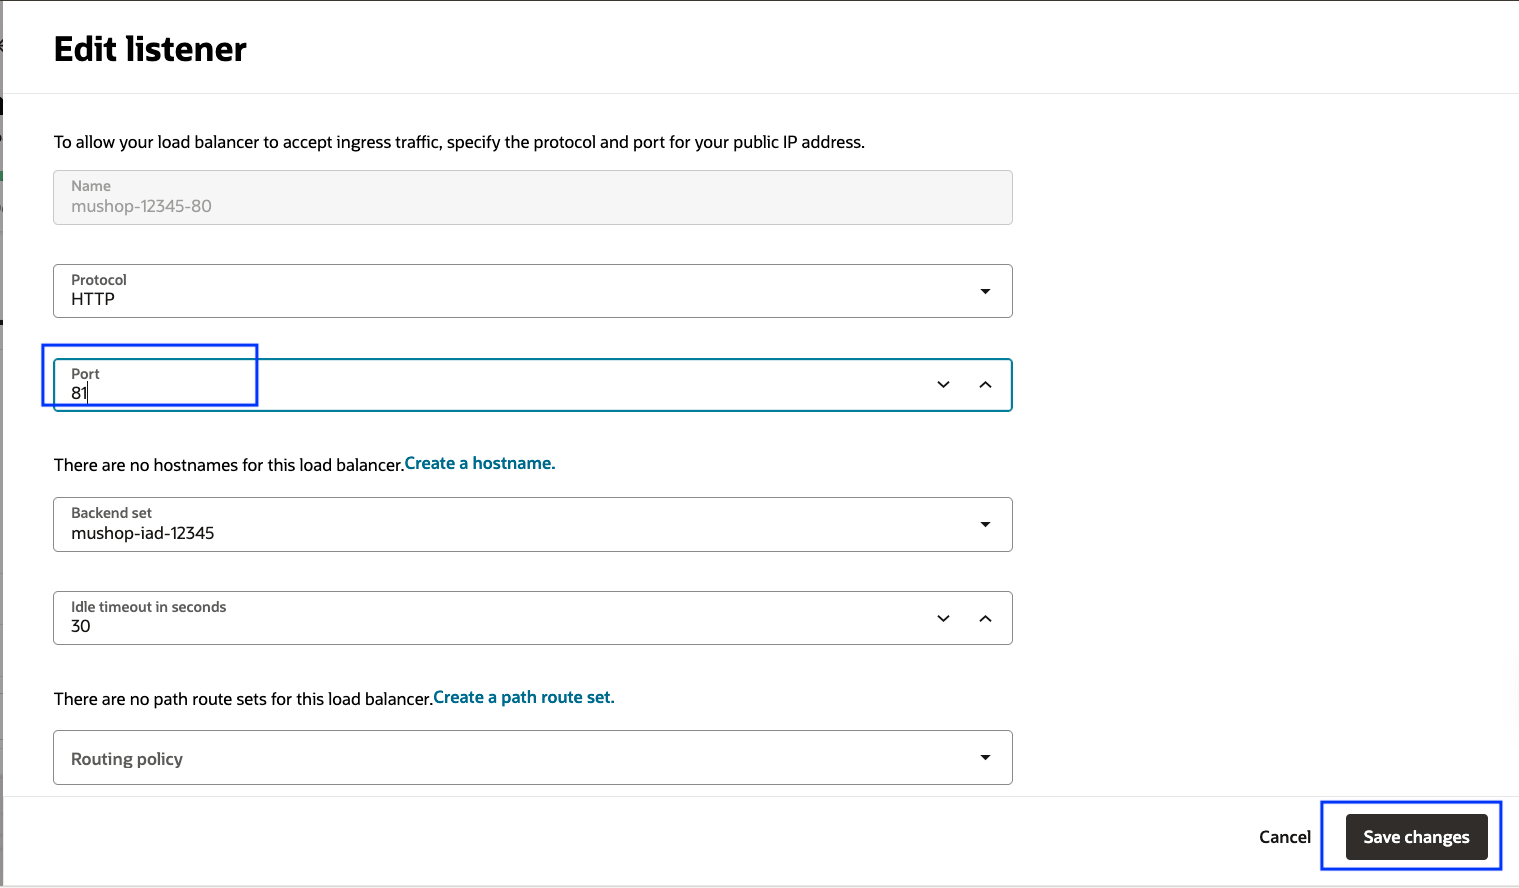 Edit listener
To allow your load balancer to accept ingress traffic, specify the protocol and port for your public IP address.
Name
mushop-12345-80
Protocol
HTTP
Port
81
There are no hostnames for this load balancer.Create a hostname.
Backend set
mushop-iad-12345
Idle timeout in seconds
30
There are no path route sets for this load balancer.Create a path route set.
Routing policy
Cancel
Save changes